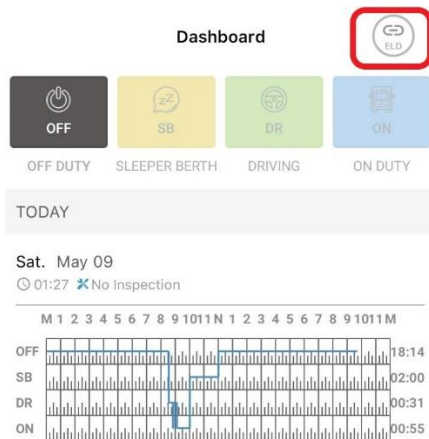 Dashboard
ELD
OFF SB DR ON
OFF DUTY SLEEPER BERTH DRIVING ON DUTY
TODAY
Sat. May 09
01:27 No Inspection
M 1 2 3 4 5 6 7 8 9 10 11 N 1 2 3 4 5 6 7 8 9 10 11 M
OFF 18:14
SB 02:00
DR 00:31
ON 00:55